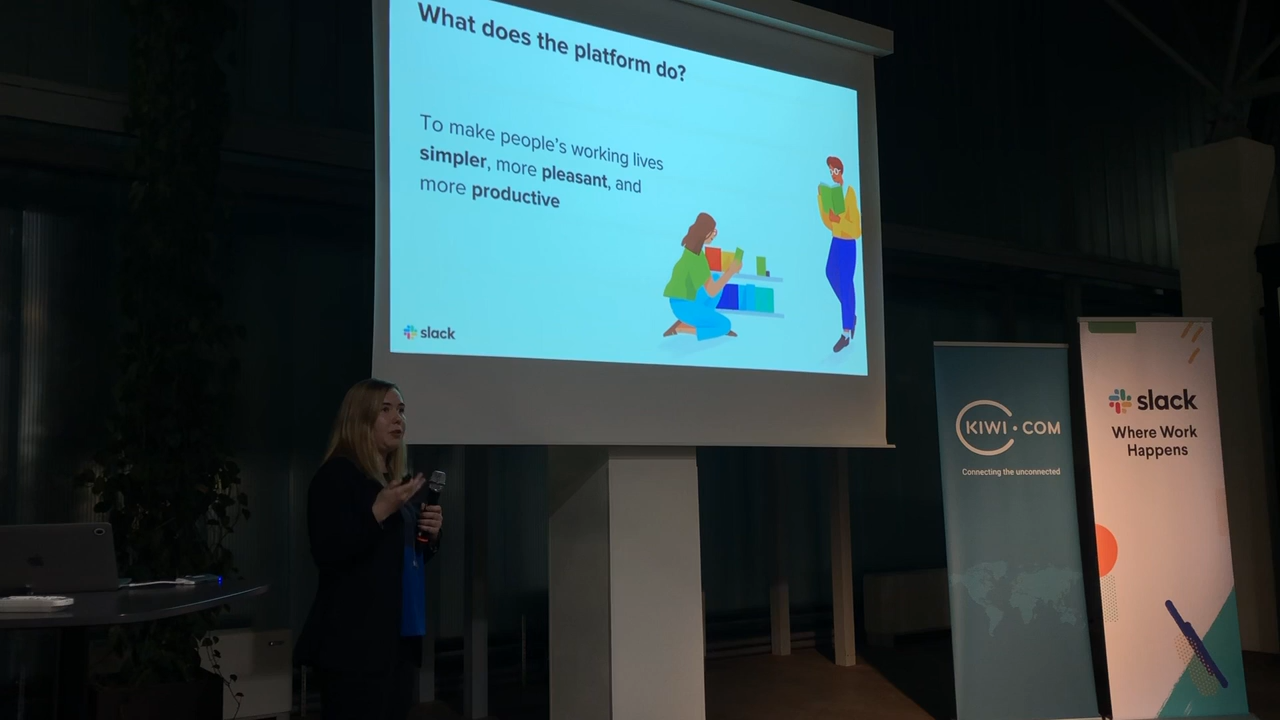 What does the platform do?
To make people's working lives
simpler, more pleasant, and
more productive
slack
KIWI.COM
Connecting the unconnected
slack
Where Work
Happens